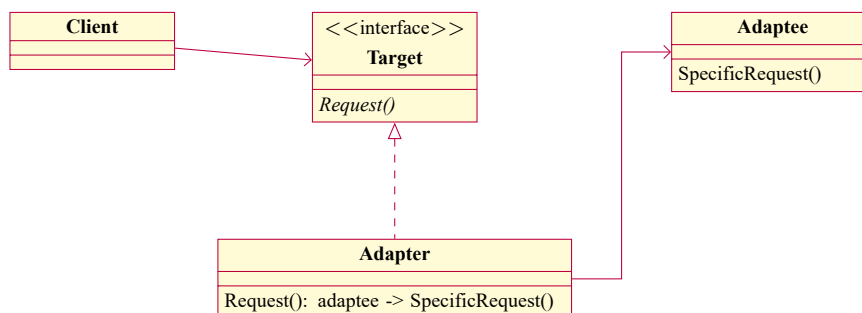 Client
<<interface>>
Target
Request()
Adaptee
SpecificRequest()
Adapter
Request(): adaptee -> SpecificRequest()